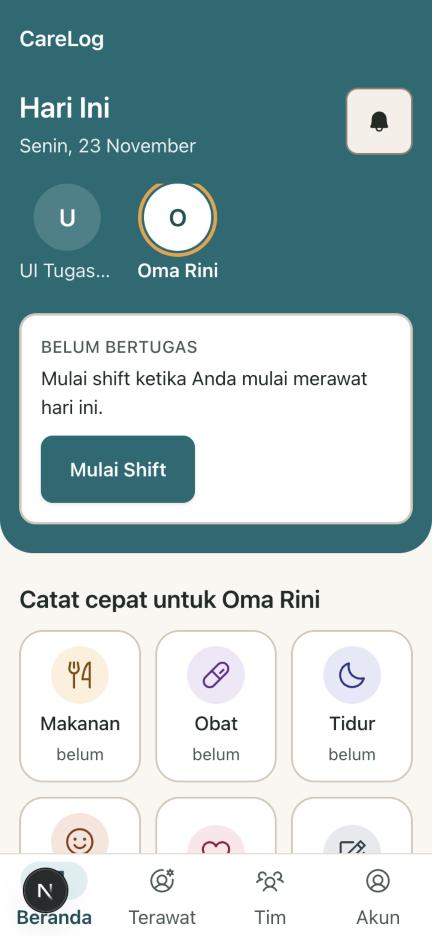 CareLog
Hari Ini
Senin, 23 November
U
O
UI Tugas...
Oma Rini
BELUM BERTUGAS
Mulai shift ketika Anda mulai merawat
hari ini.
Mulai Shift
Catat cepat untuk Oma Rini
Makanan
Obat
Tidur
belum
belum
belum
N
Beranda
Terawat
Tim
Akun